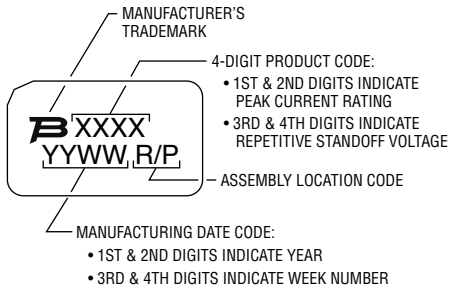 MANUFACTURER'S
TRADEMARK
4-DIGIT PRODUCT CODE:
• 1ST & 2ND DIGITS INDICATE
PEAK CURRENT RATING
• 3RD & 4TH DIGITS INDICATE
REPETITIVE STANDOFF VOLTAGE
B XXXX
YYWW R/P
ASSEMBLY LOCATION CODE
MANUFACTURING DATE CODE:
• 1ST & 2ND DIGITS INDICATE YEAR
• 3RD & 4TH DIGITS INDICATE WEEK NUMBER